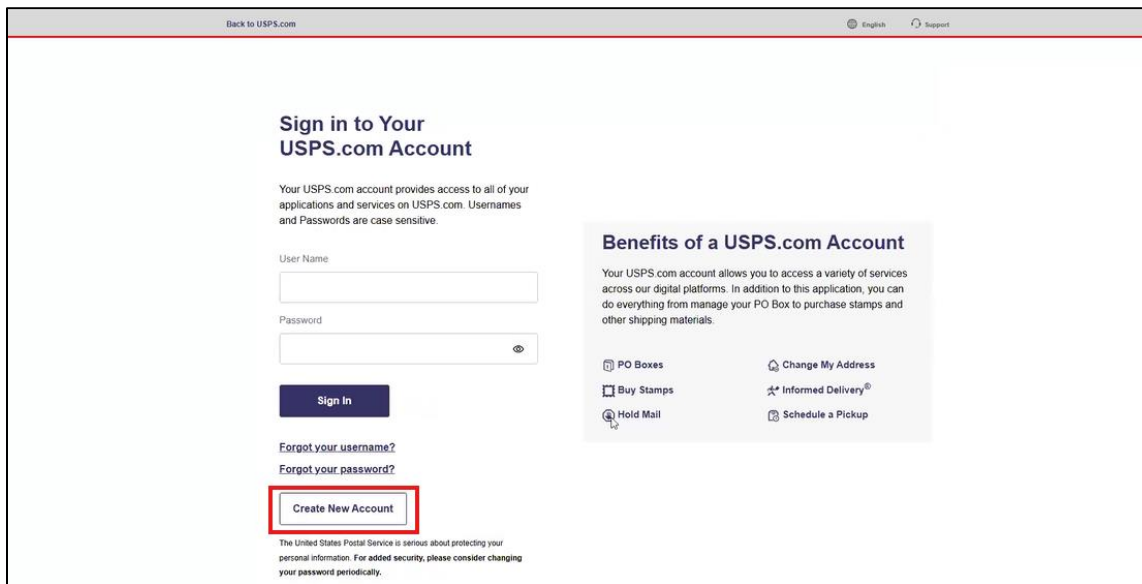 Back to USPS.com
English
Support
Sign in to Your
USPS.com Account
Your USPS.com account provides access to all of your
applications and services on USPS.com. Usernames
and Passwords are case sensitive.
User Name
Password
Sign In
Forgot your username?
Forgot your password?
Create New Account
The United States Postal Service is serious about protecting your
personal information. For added security, please consider changing
your password periodically.
Benefits of a USPS.com Account
Your USPS.com account allows you to access a variety of services
across our digital platforms. In addition to this application, you can
do everything from manage your PO Box to purchase stamps and
other shipping materials.
PO Boxes
Change My Address
Buy Stamps
Informed Delivery®
Hold Mail
Schedule a Pickup